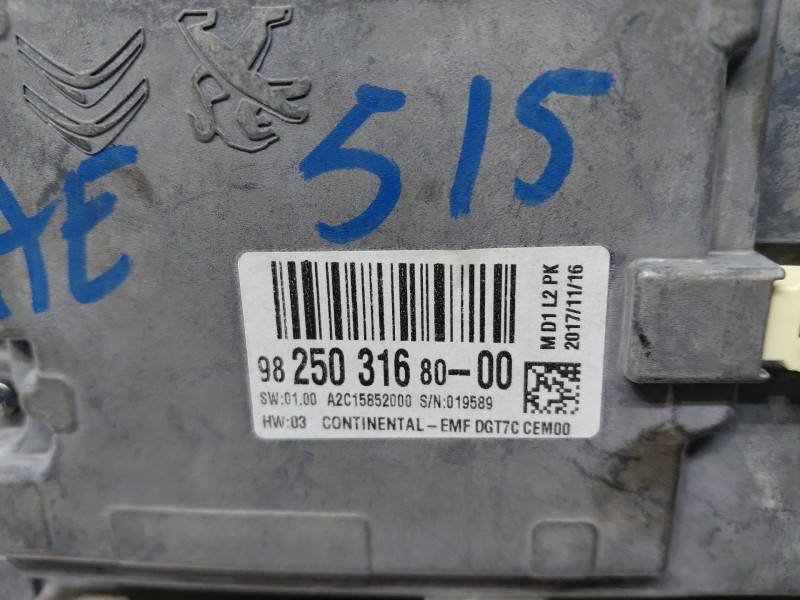 515
AE
98 250 316 80-00
SW:01.00 A2C15852000 S/N:019589
HW:03 CONTINENTAL-EMF DGT7C CEM00
M D1 L2 PK
2017/11/16